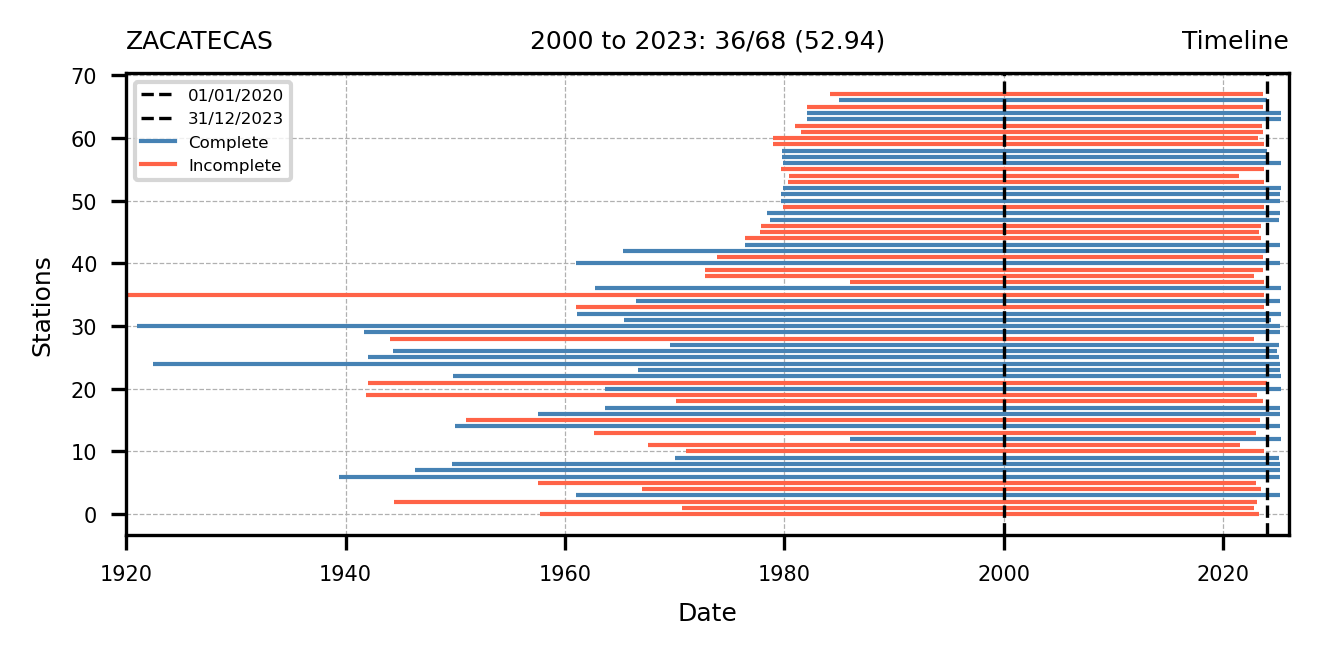 ZACATECAS
2000 to 2023: 36/68 (52.94)
Timeline
01/01/2020
31/12/2023
Complete
Incomplete
Stations
70
60
50
40
30
20
10
0
1920
1940
1960
1980
2000
2020
Date